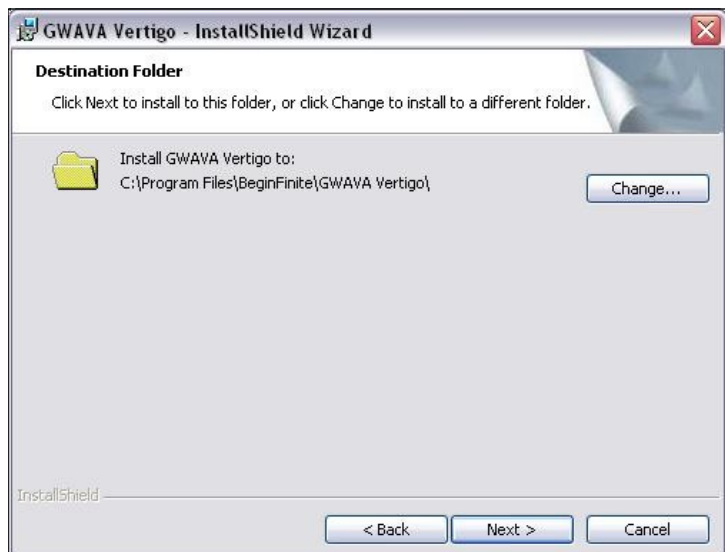 GWAVA Vertigo - InstallShield Wizard
Destination Folder
Click Next to install to this folder, or click Change to install to a different folder.
Install GWAVA Vertigo to:
C:\Program Files\BeginFinite\GWAVA Vertigo\
Change...
InstallShield
< Back
Next >
Cancel